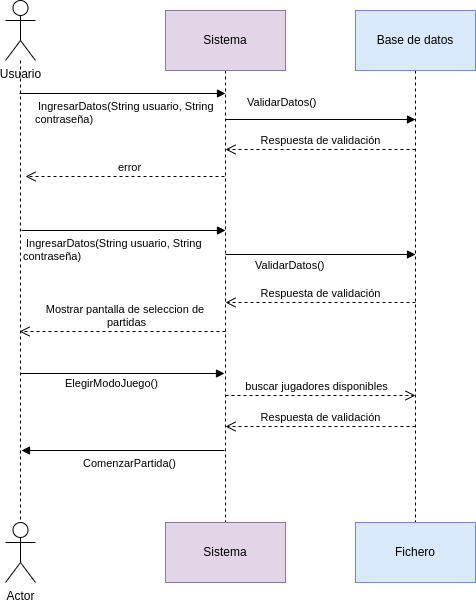 Usuario
Sistema
Base de datos
IngresarDatos(String usuario, String
contraseña)
ValidarDatos()
Respuesta de validación
error
IngresarDatos(String usuario, String
contraseña)
ValidarDatos()
Respuesta de validación
Mostrar pantalla de seleccion de
partidas
ElegirModoJuego()
buscar jugadores disponibles
Respuesta de validación
ComenzarPartida()
Actor
Sistema
Fichero